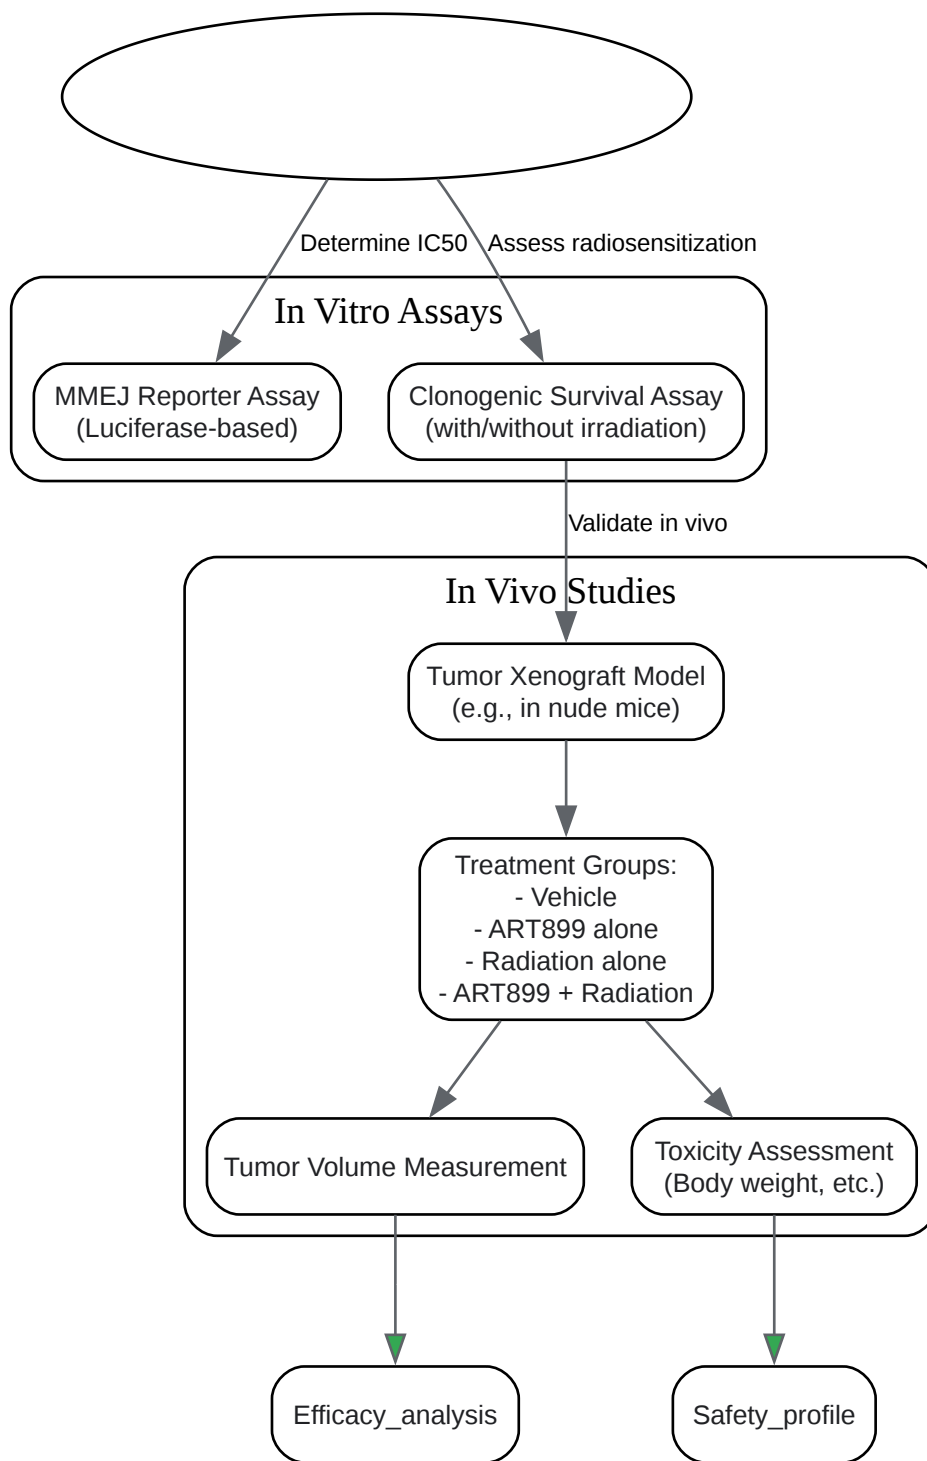 Determine IC50
Assess radiosensitization
In Vitro Assays
MMEJ Reporter Assay
(Luciferase-based)
Clonogenic Survival Assay
(with/without irradiation)
Validate in vivo
In Vivo Studies
Tumor Xenograft Model
(e.g., in nude mice)
Treatment Groups:
- Vehicle
- ART899 alone
- Radiation alone
- ART899 + Radiation
Tumor Volume Measurement
Toxicity Assessment
(Body weight, etc.)
Efficacy_analysis
Safety_profile